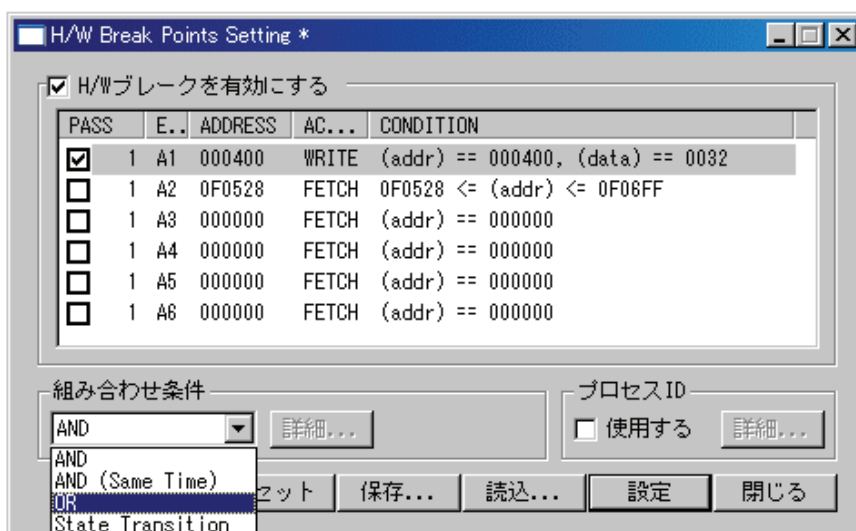 H/W Break Points Setting *
H/Wブレークを有効にする
PASS E.. ADDRESS AC... CONDITION
1 A1 000400 WRITE (addr) == 000400, (data) == 0032
1 A2 0F0528 FETCH 0F0528 <= (addr) <= 0F06FF
1 A3 000000 FETCH (addr) == 000000
1 A4 000000 FETCH (addr) == 000000
1 A5 000000 FETCH (addr) == 000000
1 A6 000000 FETCH (addr) == 000000
組み合わせ条件
AND 詳細...
プロセスID
使用する 詳細...
AND
AND (Same Time)
OR
State Transition
セット 保存... 読込... 設定 閉じる